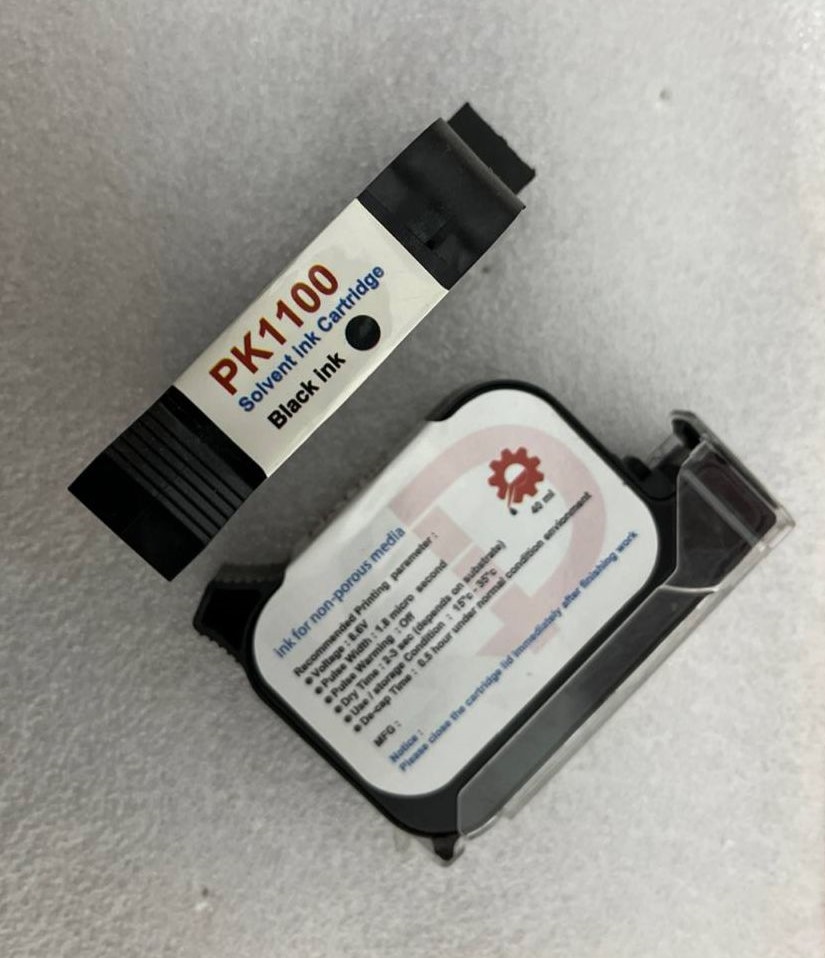 PK1100
Solvent ink Cartridge
Black ink
40 ml
ink for non-porous media
Recommended Printing parameter :
● Voltage : 8.6V
● Pulse Width : 1.8 micro second
● Pulse Warming : Off
● Dry Time : 2-3 sec (depends on substrate)
● Use / storage Condition : 15°c - 35°c
● De-cap Time : 0.5 hour under normal condition environment
MFG :
Notice :
Please close the cartridge lid immediately after finishing work